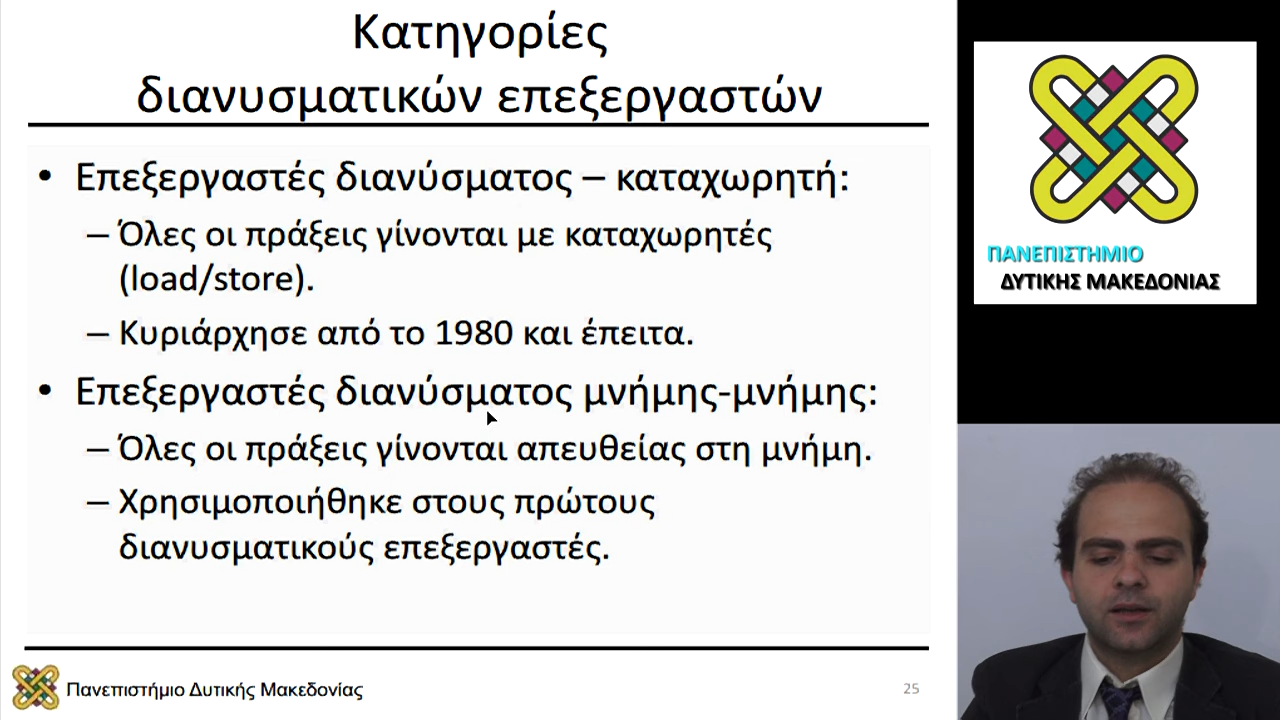 Κατηγορίες
διανυσματικών επεξεργαστών
• Επεξεργαστές διανύσματος – καταχωρητή:
– Όλες οι πράξεις γίνονται με καταχωρητές
(load/store).
– Κυριάρχησε από το 1980 και έπειτα.
• Επεξεργαστές διανύσματος μνήμης-μνήμης:
– Όλες οι πράξεις γίνονται απευθείας στη μνήμη.
– Χρησιμοποιήθηκε στους πρώτους
διανυσματικούς επεξεργαστές.
Πανεπιστήμιο Δυτικής Μακεδονίας
25
ΠΑΝΕΠΙΣΤΗΜΙΟ
ΔΥΤΙΚΗΣ ΜΑΚΕΔΟΝΙΑΣ